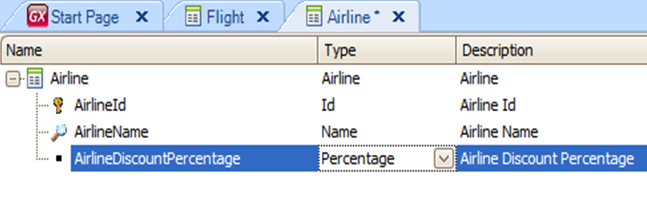 GX Start Page X Flight X Airline * X
Name Type Description
Airline Airline Airline
AirlineId Id Airline Id
AirlineName Name Airline Name
AirlineDiscountPercentage Percentage Airline Discount Percentage